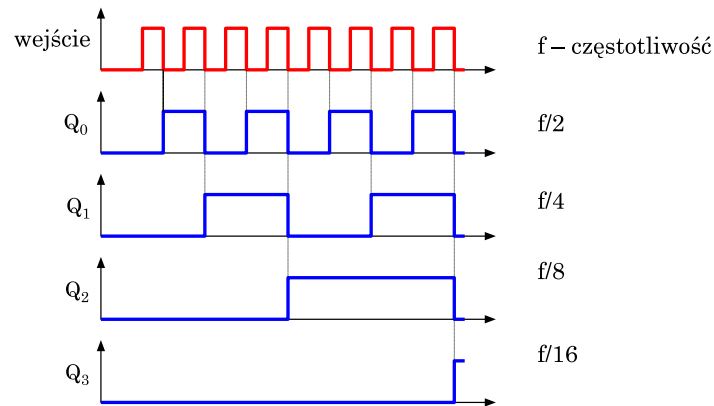 wejście f – częstotliwość
Q0 f/2
Q1 f/4
Q2 f/8
Q3 f/16